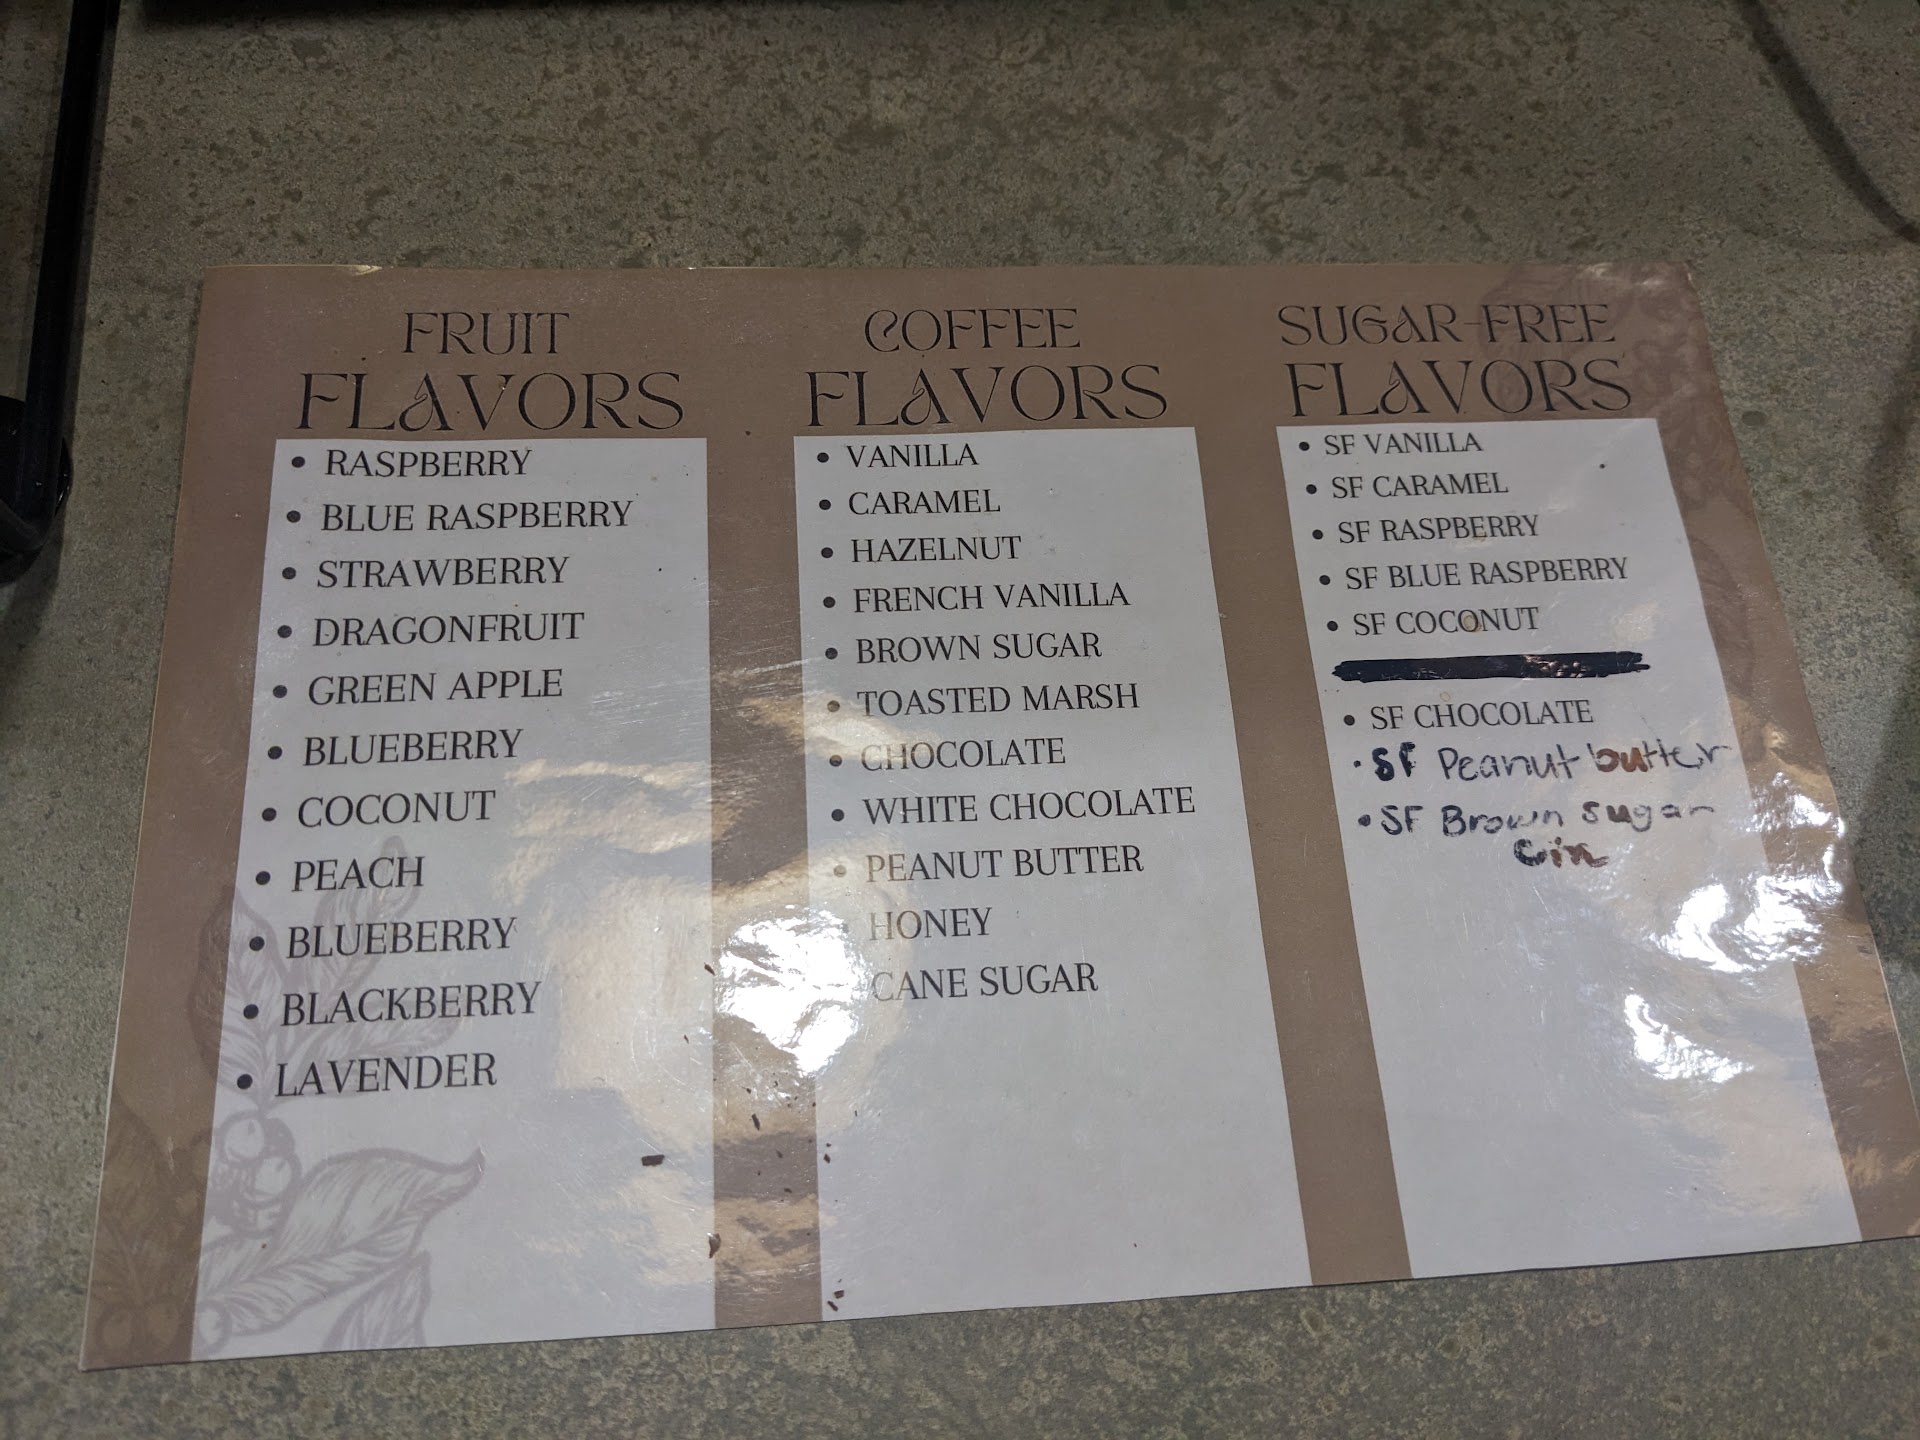 FRUIT
FLAVORS
• RASPBERRY
• BLUE RASPBERRY
• STRAWBERRY
• DRAGONFRUIT
• GREEN APPLE
• BLUEBERRY
• COCONUT
• PEACH
• BLUEBERRY
• BLACKBERRY
• LAVENDER
COFFEE
FLAVORS
• VANILLA
• CARAMEL
• HAZELNUT
• FRENCH VANILLA
• BROWN SUGAR
• TOASTED MARSH
• CHOCOLATE
• WHITE CHOCOLATE
• PEANUT BUTTER
HONEY
CANE SUGAR
SUGAR-FREE
FLAVORS
• SF VANILLA
• SF CARAMEL
• SF RASPBERRY
• SF BLUE RASPBERRY
• SF COCONUT
• SF CHOCOLATE
• SF Peanut butter
• SF Brown sugar
Cin